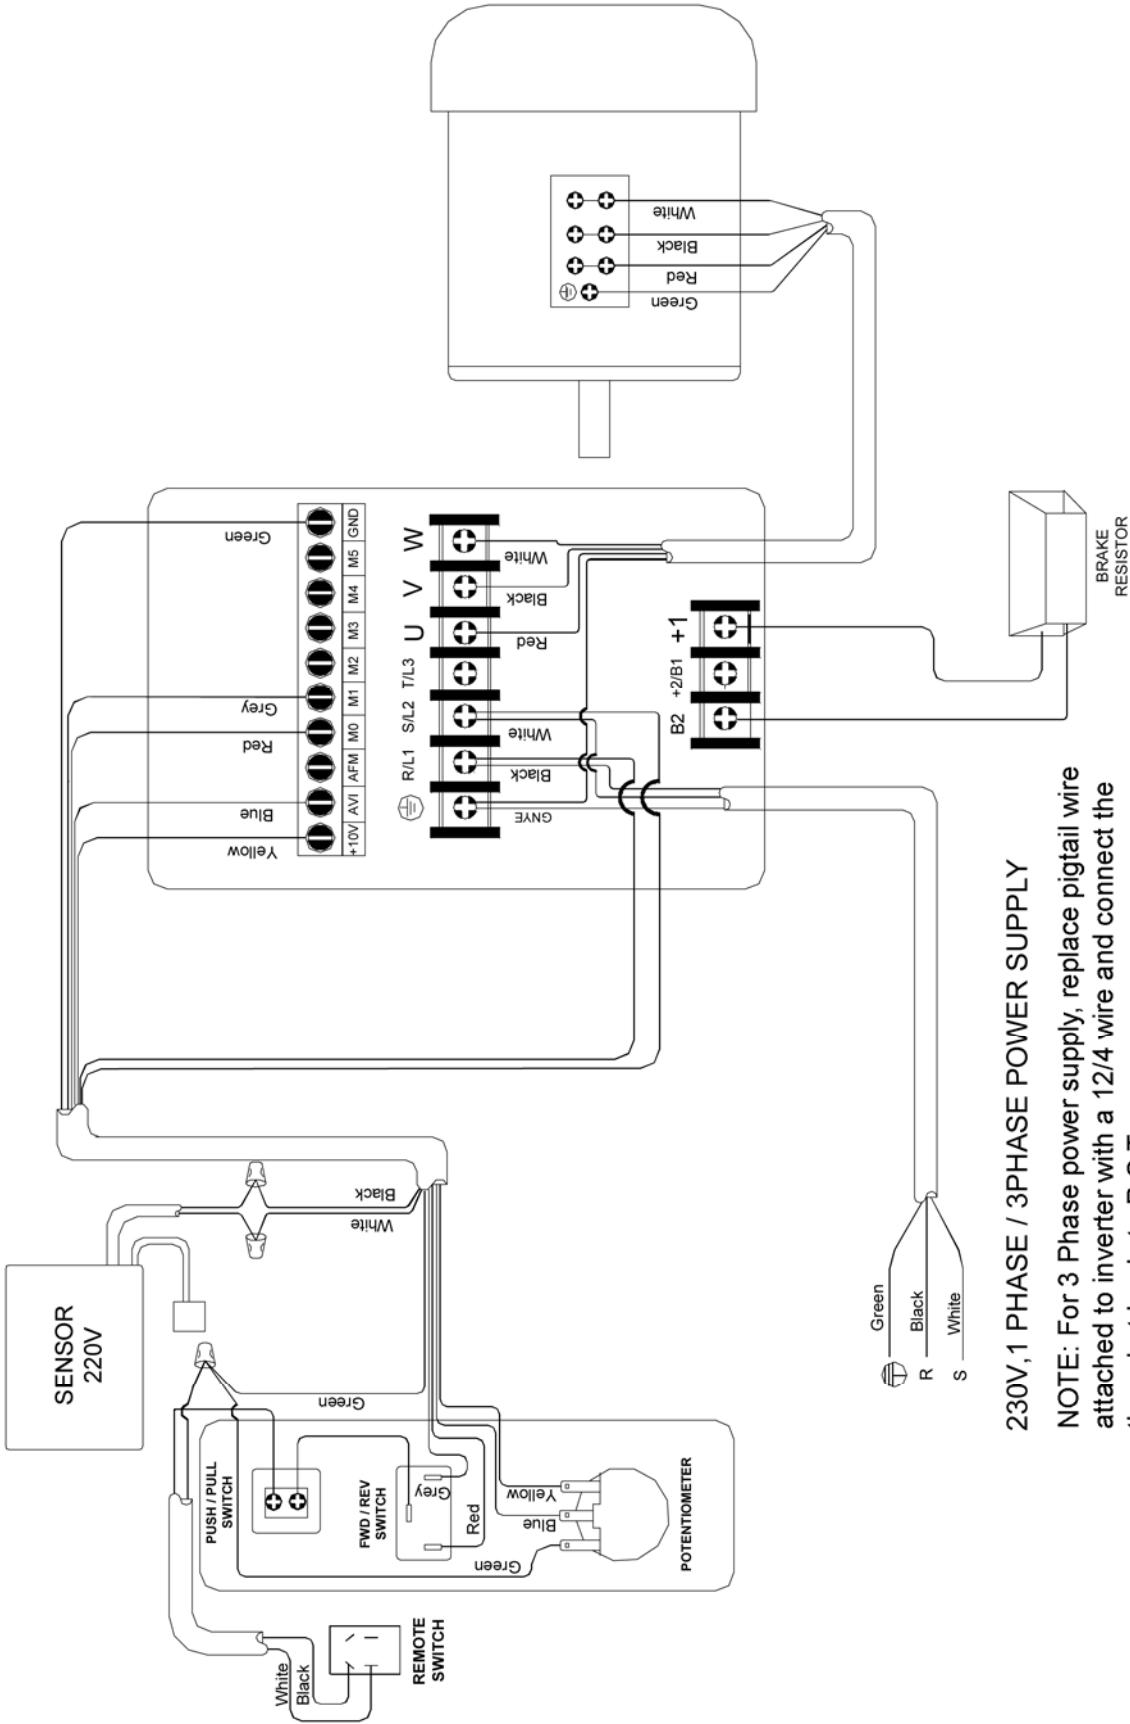 SENSOR
220V
White
Black
Green
PUSH / PULL
SWITCH
FWD / REV
SWITCH
Grey
Red
Yellow
Blue
Green
POTENTIOMETER
White
Black
REMOTE
SWITCH
Yellow
Blue
Red
Grey
Green
+10V AVI AFM M0 M1 M2 M3 M4 M5 GND
R/L1 S/L2 T/L3 U V W
GNYE
Black
White
Red
Black
White
B2 +2/B1 +1
White
Black
Red
Green
BRAKE
RESISTOR
Green
Black
R
White
S
230V,1 PHASE / 3PHASE POWER SUPPLY
NOTE: For 3 Phase power supply, replace pigtail wire
attached to inverter with a 12/4 wire and connect the